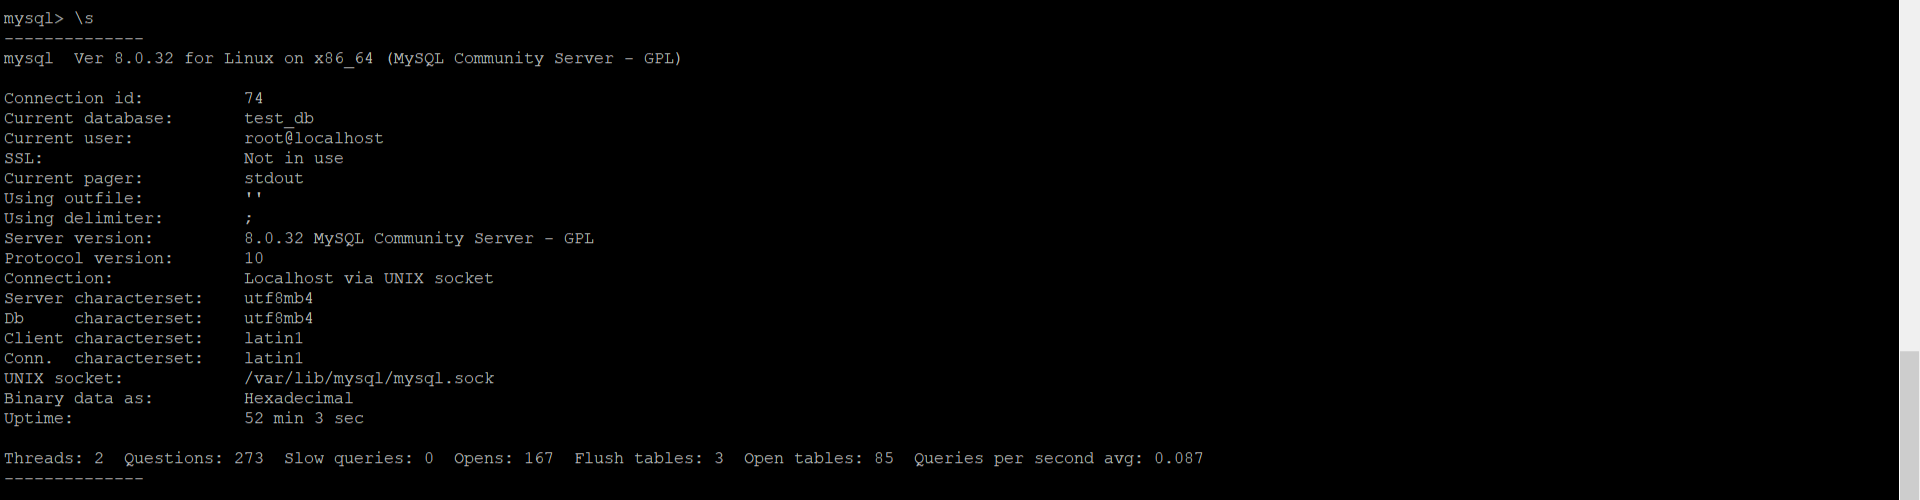 mysql> \s
--------------
mysql  Ver 8.0.32 for Linux on x86_64 (MySQL Community Server - GPL)

Connection id:          74
Current database:       test_db
Current user:           root@localhost
SSL:                    Not in use
Current pager:          stdout
Using outfile:          ''
Using delimiter:        ;
Server version:         8.0.32 MySQL Community Server - GPL
Protocol version:       10
Connection:             Localhost via UNIX socket
Server characterset:    utf8mb4
Db     characterset:    utf8mb4
Client characterset:    latin1
Conn.  characterset:    latin1
UNIX socket:            /var/lib/mysql/mysql.sock
Binary data as:         Hexadecimal
Uptime:                 52 min 3 sec

Threads: 2  Questions: 273  Slow queries: 0  Opens: 167  Flush tables: 3  Open tables: 85  Queries per second avg: 0.087
--------------